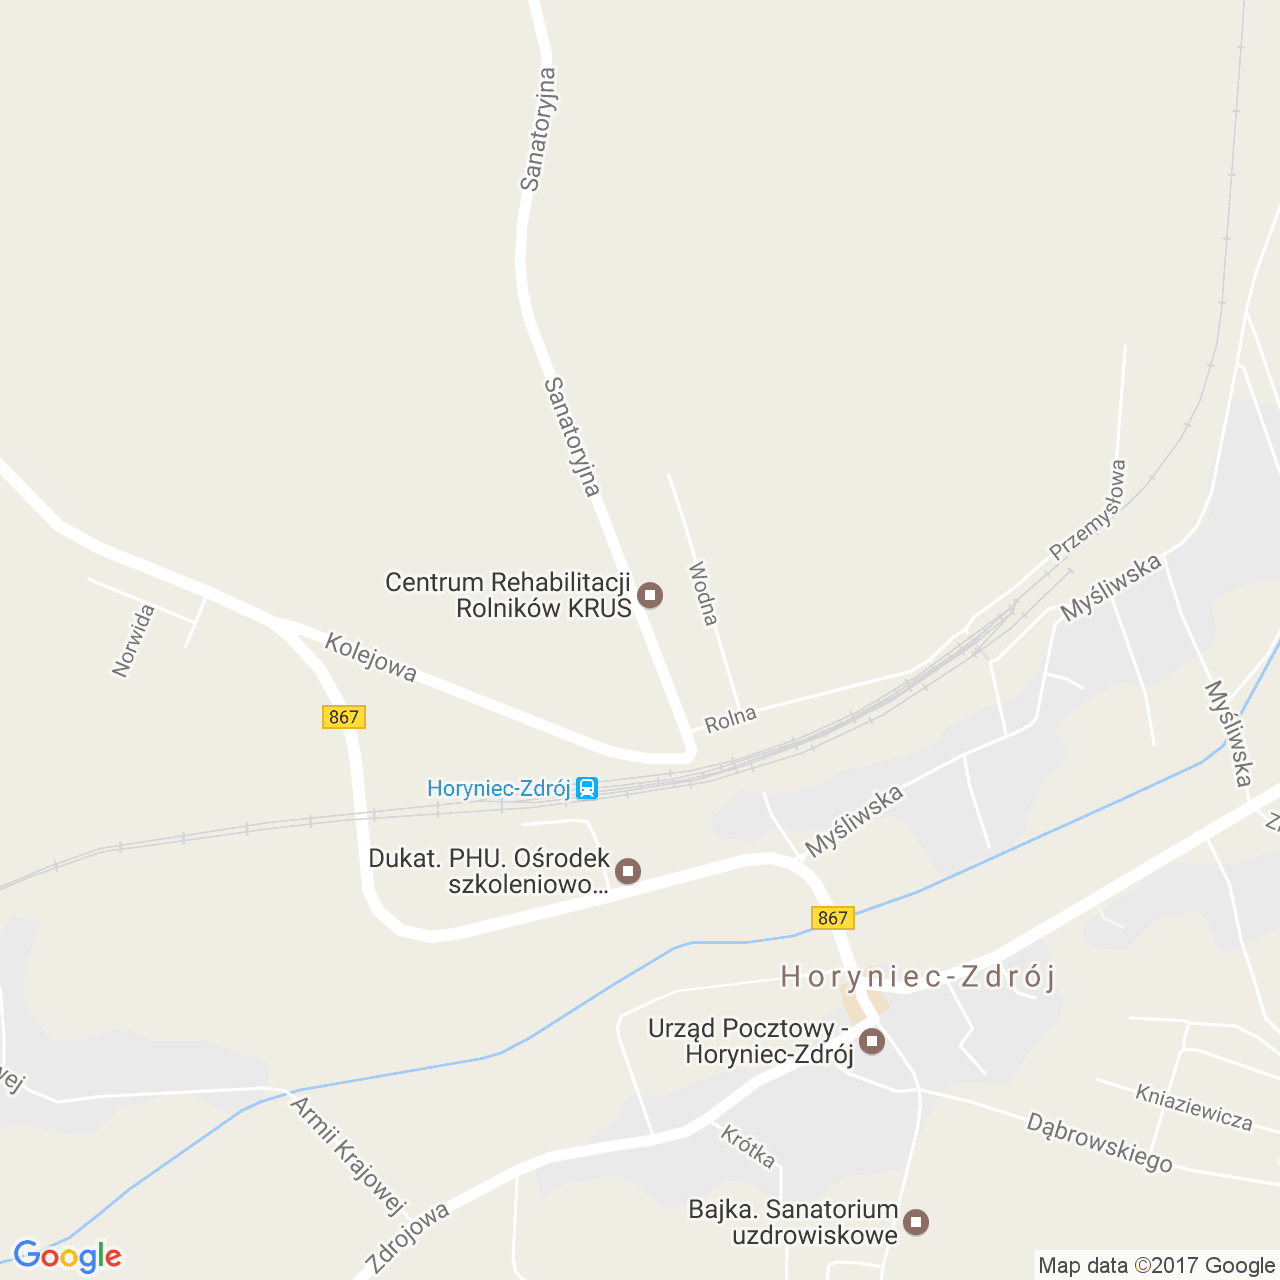 Sanatoryjna
Sanatoryjna
Przemysłowa
Myśliwska
Wodna
Centrum Rehabilitacji
Rolników KRUS
Norwida
Kolejowa
867
Rolna
Myśliwska
Horyniec-Zdrój
Myśliwska
Dukat. PHU. Ośrodek
szkoleniowo...
867
Horyniec-Zdrój
Urząd Pocztowy -
Horyniec-Zdrój
Armii Krajowej
Kniaziewicza
Krótka
Dąbrowskiego
Zdrojowa
Bajka. Sanatorium
uzdrowiskowe
Google
Map data ©2017 Google